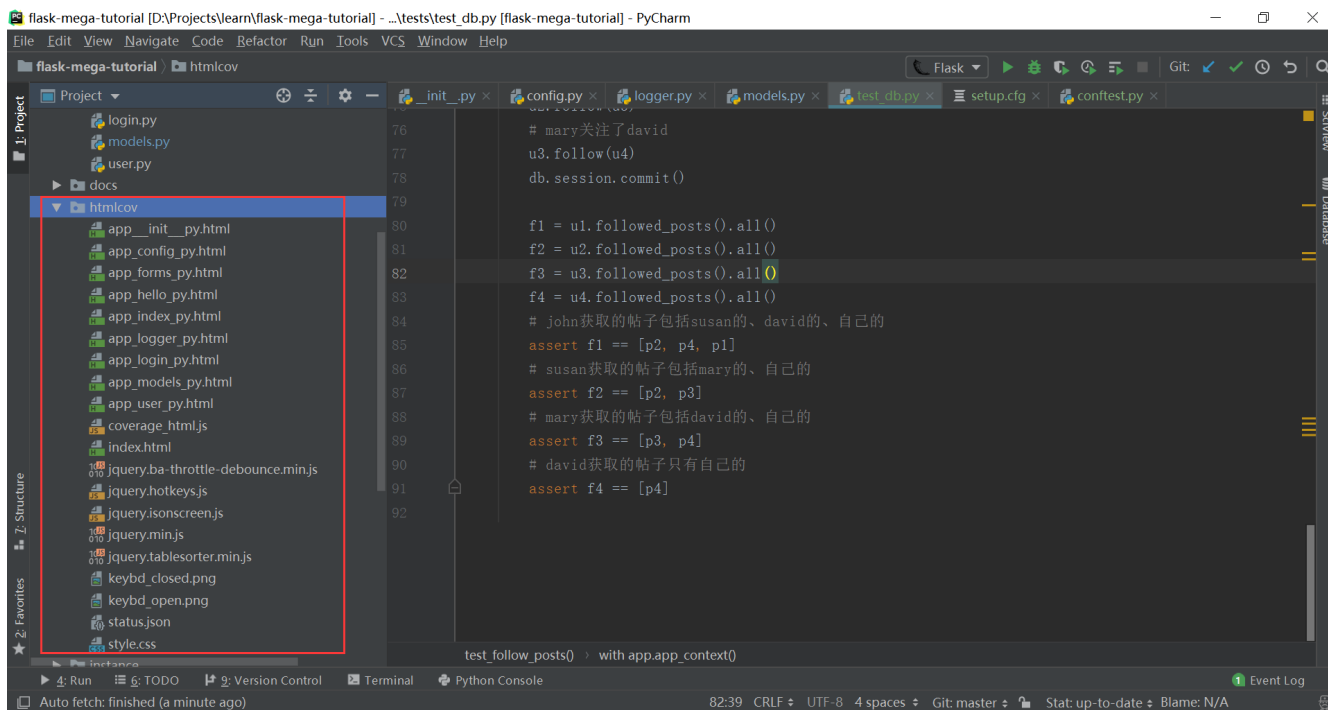 flask-mega-tutorial [D:\Projects\learn\flask-mega-tutorial] - ...\tests\test_db.py [flask-mega-tutorial] - PyCharm
File Edit View Navigate Code Refactor Run Tools VCS Window Help
flask-mega-tutorial htmlcov Flask Git:
1: Project
Project
__init__.py config.py logger.py models.py test_db.py setup.cfg conftest.py
login.py
models.py
user.py
docs
htmlcov
app__init__py.html
app_config_py.html
app_forms_py.html
app_hello_py.html
app_index_py.html
app_logger_py.html
app_login_py.html
app_models_py.html
app_user_py.html
coverage_html.js
index.html
jquery.ba-throttle-debounce.min.js
jquery.hotkeys.js
jquery.isonscreen.js
jquery.min.js
jquery.tablesorter.min.js
keybd_closed.png
keybd_open.png
status.json
style.css
instance
7: Structure
2: Favorites
76 # mary关注了david
77 u3.follow(u4)
78 db.session.commit()
79
80 f1 = u1.followed_posts().all()
81 f2 = u2.followed_posts().all()
82 f3 = u3.followed_posts().all()
83 f4 = u4.followed_posts().all()
84 # john获取的帖子包括susan的、david的、自己的
85 assert f1 == [p2, p4, p1]
86 # susan获取的帖子包括mary的、自己的
87 assert f2 == [p2, p3]
88 # mary获取的帖子包括david的、自己的
89 assert f3 == [p3, p4]
90 # david获取的帖子只有自己的
91 assert f4 == [p4]
92
SciView
Database
test_follow_posts() › with app.app_context()
4: Run 6: TODO 9: Version Control Terminal Python Console 1 Event Log
Auto fetch: finished (a minute ago) 82:39 CRLF UTF-8 4 spaces Git: master Stat: up-to-date Blame: N/A